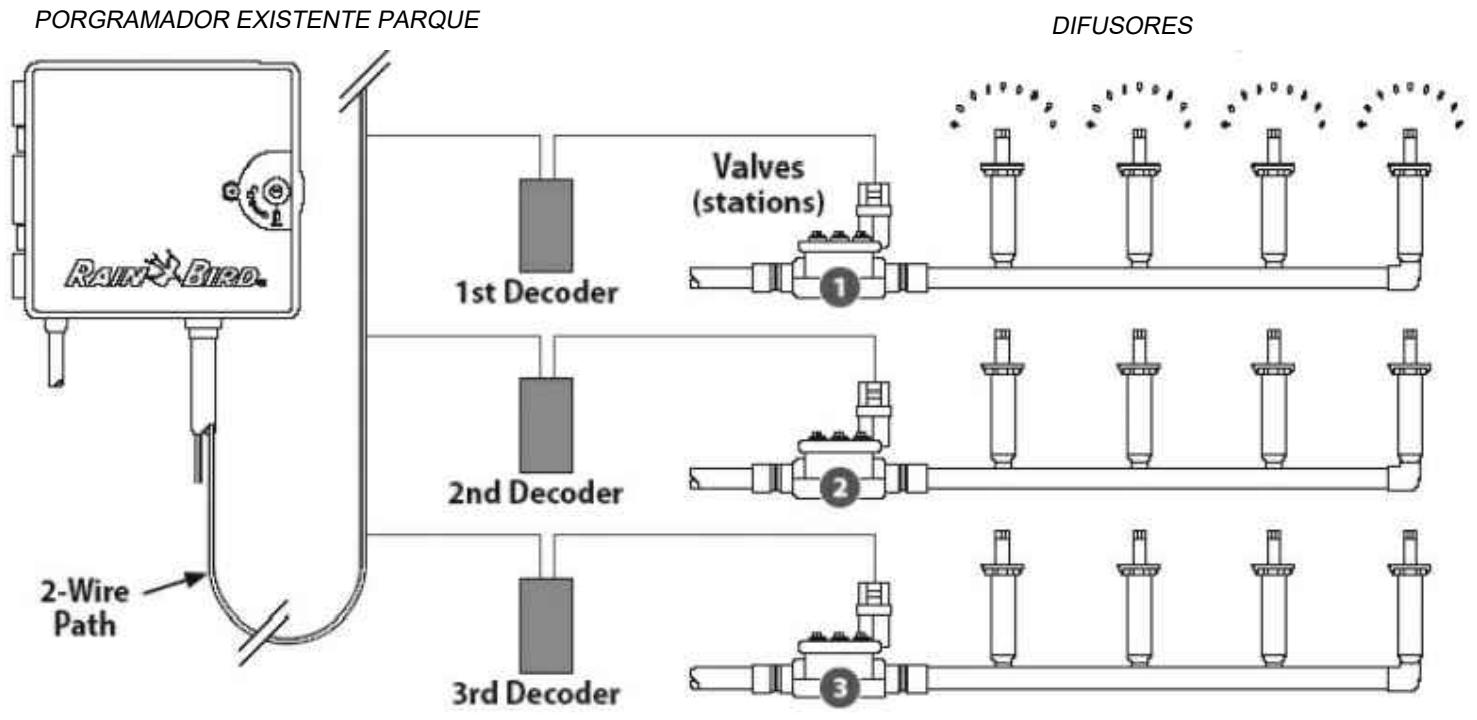 PORGRAMADOR EXISTENTE PARQUE
DIFUSORES
RAIN BIRD
Valves
(stations)
1st Decoder
1
2nd Decoder
2
2-Wire
Path
3rd Decoder
3